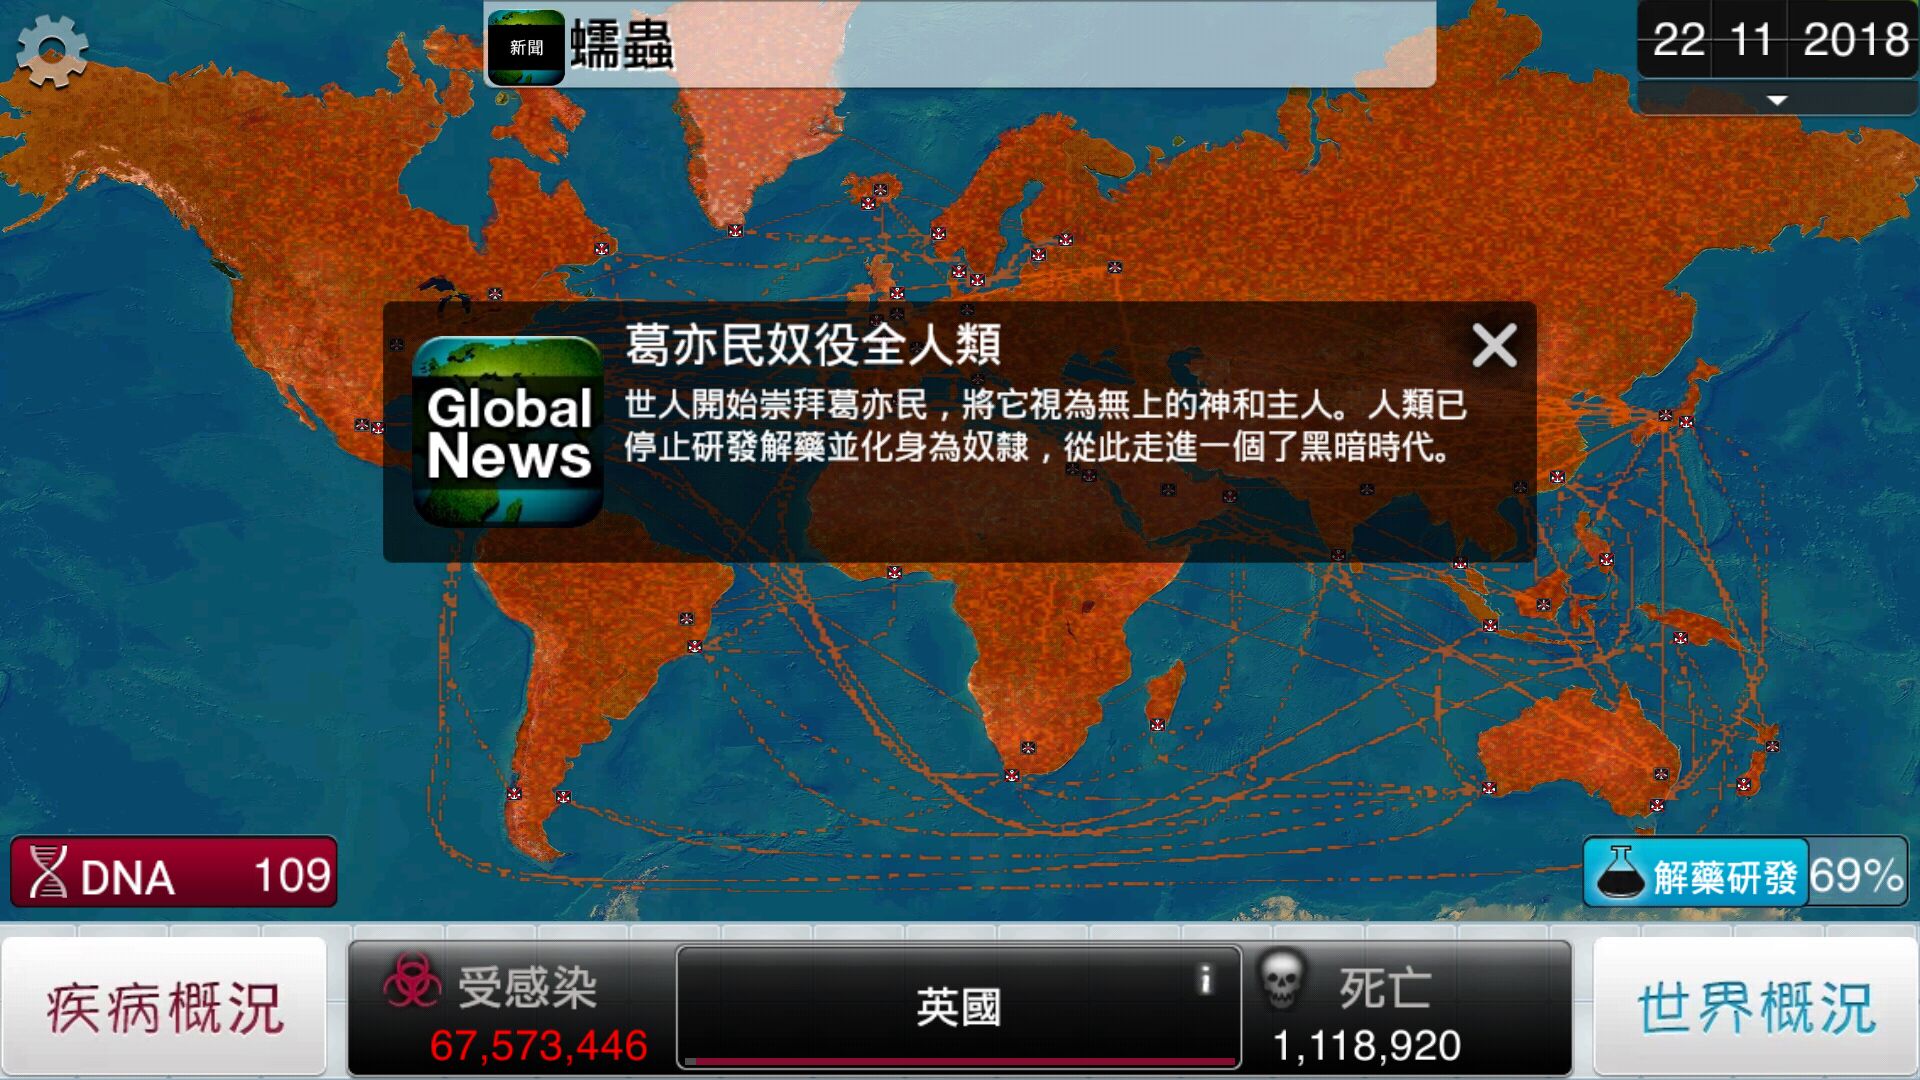 新聞
蠕蟲
22 11 2018
Global
News
葛亦民奴役全人類
世人開始崇拜葛亦民，將它視為無上的神和主人。人類已
停止研發解藥並化身為奴隸，從此走進一個了黑暗時代。
DNA 109
解藥研發 69%
疾病概況
受感染
67,573,446
英國
i
死亡
1,118,920
世界概況